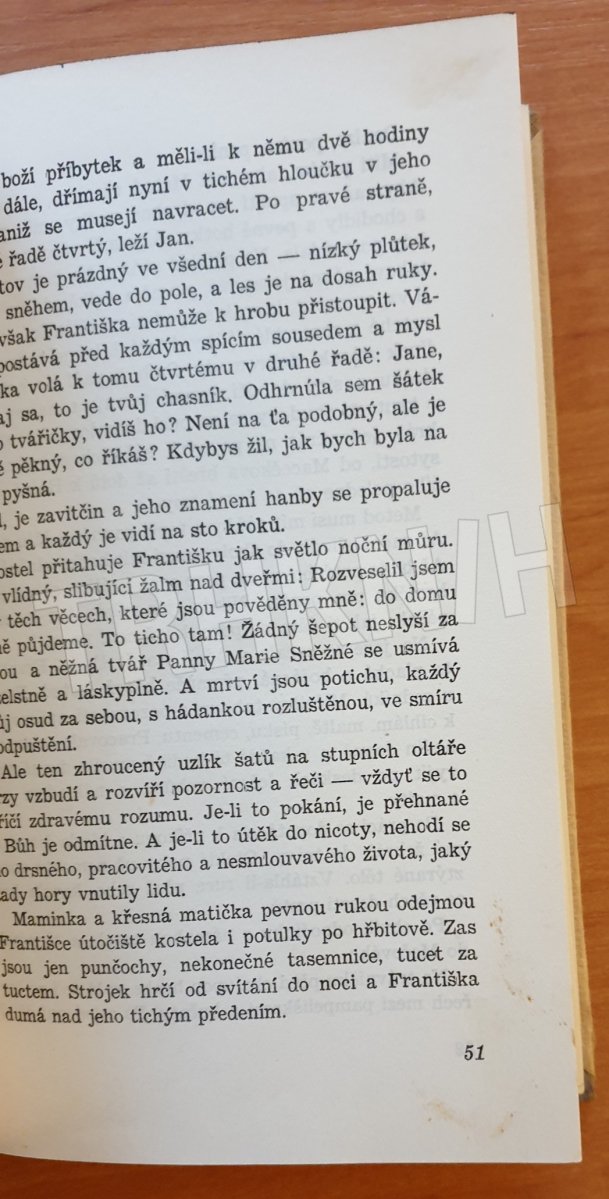 boží příbytek a měli-li k němu dvě hodiny
dále, dřímají nyní v tichém hloučku v jeho
aniž se musejí navracet. Po pravé straně,
řadě čtvrtý, leží Jan.
tov je prázdný ve všední den — nízký plůtek,
sněhem, vede do pole, a les je na dosah ruky.
však Františka nemůže k hrobu přistoupit. Vá-
postává před každým spícím sousedem a mysl
ka volá k tomu čtvrtému v druhé řadě: Jane,
aj sa, to je tvůj chasník. Odhrnúla sem šátek
tvářičky, vidíš ho? Není na ťa podobný, ale je
pěkný, co říkáš? Kdybys žil, jak bych byla na
pyšná.
je zavitčin a jeho znamení hanby se propaluje
em a každý je vidí na sto kroků.
ostel přitahuje Františku jak světlo noční můru.
vlídný, slibující žalm nad dveřmi: Rozveselil jsem
těch věcech, které jsou pověděny mně: do domu
ně půjdeme. To ticho tam! Žádný šepot neslyší za
ou a něžná tvář Panny Marie Sněžné se usmívá
elstně a láskyplně. A mrtví jsou potichu, každý
ůj osud za sebou, s hádankou rozluštěnou, ve smíru
odpuštění.
Ale ten zhroucený uzlík šatů na stupních oltáře
rzy vzbudí a rozvíří pozornost a řeči — vždyť se to
říčí zdravému rozumu. Je-li to pokání, je přehnané
Bůh je odmítne. A je-li to útěk do nicoty, nehodí se
o drsného, pracovitého a nesmlouvavého života, jaký
ady hory vnutily lidu.
Maminka a křesná matička pevnou rukou odejmou
Františce útočiště kostela i potulky po hřbitově. Zas
jsou jen punčochy, nekonečné tasemnice, tucet za
tuctem. Strojek hrčí od svítání do noci a Františka
dumá nad jeho tichým předením.
51